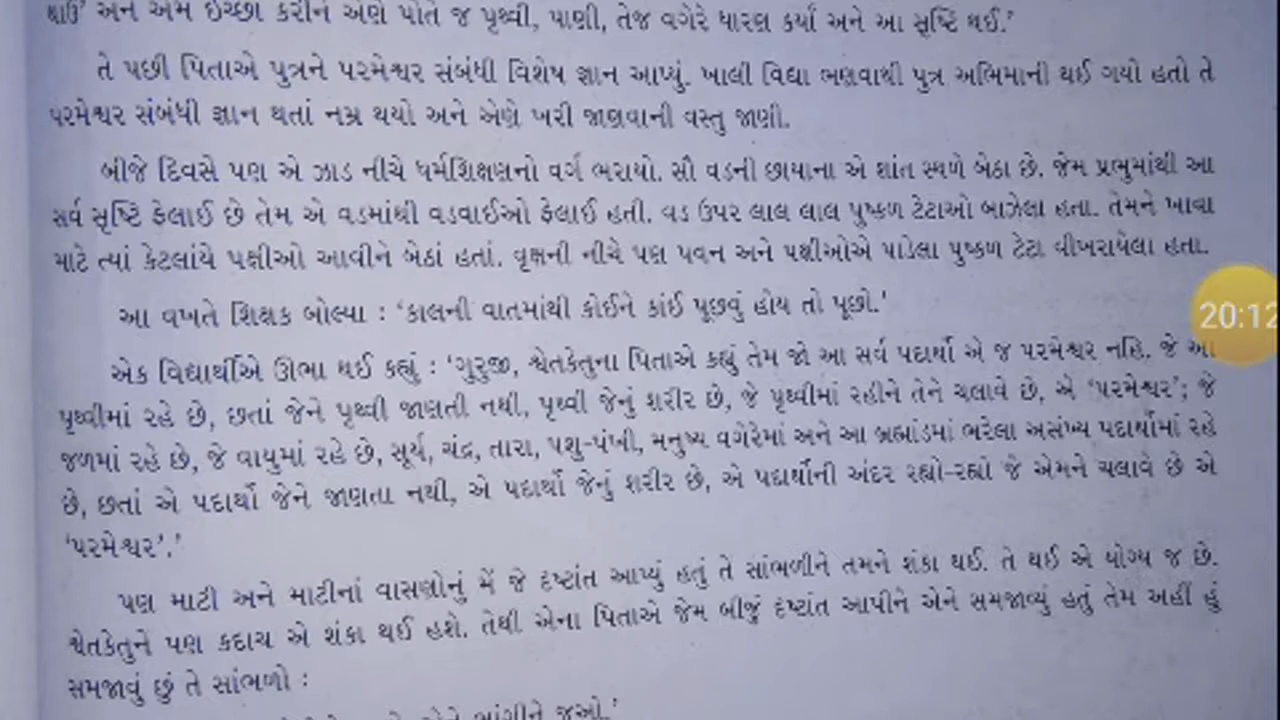 થાઉં' અને એમ ઇચ્છા કરીને એણે પોતે જ પૃથ્વી, પાણી, તેજ વગેરે ધારણ કર્યાં અને આ સૃષ્ટિ થઈ.'
તે પછી પિતાએ પુત્રને પરમેશ્વર સંબંધી વિશેષ જ્ઞાન આપ્યું. ખાલી વિદ્યા ભણવાથી પુત્ર અભિમાની થઈ ગયો હતો તે
પરમેશ્વર સંબંધી જ્ઞાન થતાં નમ્ર થયો અને એણે ખરી જાણવાની વસ્તુ જાણી.
બીજે દિવસે પણ એ ઝાડ નીચે ધર્મશિક્ષણનો વર્ગ ભરાયો. સૌ વડની છાયાના એ શાંત સ્થળે બેઠા છે. જેમ પ્રભુમાંથી આ
સર્વ સૃષ્ટિ ફેલાઈ છે તેમ એ વડમાંથી વડવાઈઓ ફેલાઈ હતી. વડ ઉપર લાલ લાલ પુષ્કળ ટેટાઓ બાઝેલા હતા. તેમને ખાવા
માટે ત્યાં કેટલાંયે પક્ષીઓ આવીને બેઠાં હતાં. વૃક્ષની નીચે પણ પવન અને પક્ષીઓએ પાડેલા પુષ્કળ ટેટા વીખરાયેલા હતા.
આ વખતે શિક્ષક બોલ્યા : 'કાલની વાતમાંથી કોઈને કાંઈ પૂછવું હોય તો પૂછો.'
20:12
એક વિદ્યાર્થીએ ઊભા થઈ કહ્યું : 'ગુરુજી, શ્વેતકેતુના પિતાએ કહ્યું તેમ જો આ સર્વ પદાર્થો એ જ પરમેશ્વર નહિ. જે આ
પૃથ્વીમાં રહે છે, છતાં જેને પૃથ્વી જાણતી નથી, પૃથ્વી જેનું શરીર છે, જે પૃથ્વીમાં રહીને તેને ચલાવે છે, એ 'પરમેશ્વર'; જે
જળમાં રહે છે, જે વાયુમાં રહે છે, સૂર્ય, ચંદ્ર, તારા, પશુ-પંખી, મનુષ્ય વગેરેમાં અને આ બ્રહ્માંડમાં ભરેલા અસંખ્ય પદાર્થોમાં રહે
છે, છતાં એ પદાર્થો જેને જાણતા નથી, એ પદાર્થો જેનું શરીર છે, એ પદાર્થોની અંદર રહ્યો-રહ્યો જે એમને ચલાવે છે એ
'પરમેશ્વર'.'
પણ માટી અને માટીનાં વાસણોનું મેં જે દૃષ્ટાંત આપ્યું હતું તે સાંભળીને તમને શંકા થઈ. તે થઈ એ યોગ્ય જ છે.
શ્વેતકેતુને પણ કદાચ એ શંકા થઈ હશે. તેથી એના પિતાએ જેમ બીજું દૃષ્ટાંત આપીને એને સમજાવ્યું હતું તેમ અહીં હું
સમજાવું છું તે સાંભળો :
ભાંગીને જુઓ.'